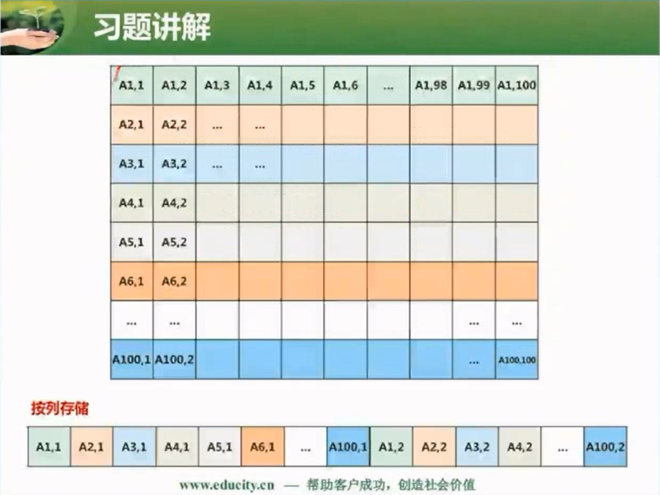 习题讲解
A1,1 A1,2 A1,3 A1,4 A1,5 A1,6 ... A1,98 A1,99 A1,100
A2,1 A2,2 ... ...
A3,1 A3,2 ... ...
A4,1 A4,2
A5,1 A5,2
A6,1 A6,2
... ... ... ...
A100,1 A100,2 ... A100,100
按列存储
A1,1 A2,1 A3,1 A4,1 A5,1 A6,1 ... A100,1 A1,2 A2,2 A3,2 A4,2 ... A100,2
www.educity.cn — 帮助客户成功，创造社会价值